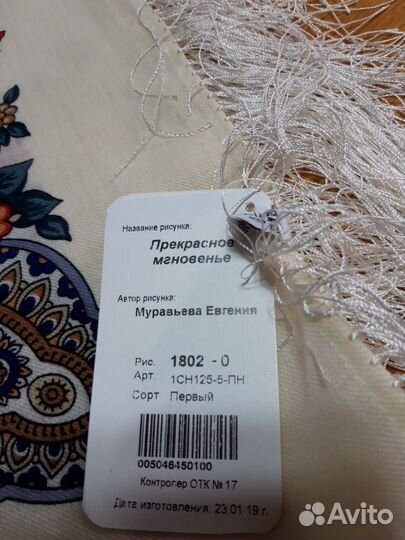 Название рисунка:
Прекрасное
мгновенье
Автор рисунка:
Муравьева Евгения
Рис. 1802 - 0
Арт. 1СН125-5-ПН
Сорт Первый
005046450100
Контролер ОТК № 17
Дата изготовления: 23.01.19 г.
Avito